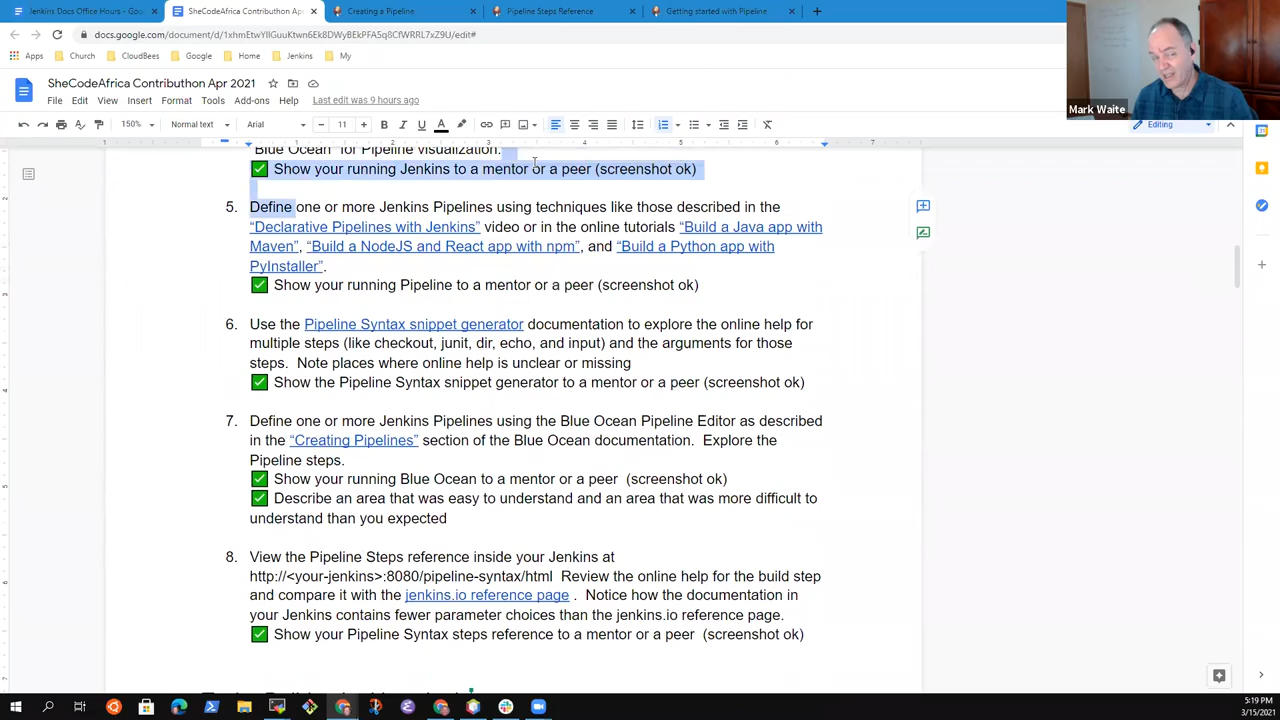 Jenkins Docs Office Hours - Goo
SheCodeAfrica Contributhon Apr
Creating a Pipeline
Pipeline Steps Reference
Getting started with Pipeline
docs.google.com/document/d/1xhmEtwYIlGuuKtwn6Ek8DWyBkPFA5q8CfWRRL7xZ9U/edit#
Apps
Church
CloudBees
Google
Home
Jenkins
My
SheCodeAfrica Contributhon Apr 2021
File Edit View Insert Format Tools Add-ons Help Last edit was 9 hours ago
150% Normal text Arial 11 Editing
Mark Waite
"Blue Ocean" for Pipeline visualization.
✅ Show your running Jenkins to a mentor or a peer (screenshot ok)
5. Define one or more Jenkins Pipelines using techniques like those described in the
“Declarative Pipelines with Jenkins” video or in the online tutorials “Build a Java app with
Maven”, “Build a NodeJS and React app with npm”, and “Build a Python app with
PyInstaller”.
✅ Show your running Pipeline to a mentor or a peer (screenshot ok)
6. Use the Pipeline Syntax snippet generator documentation to explore the online help for
multiple steps (like checkout, junit, dir, echo, and input) and the arguments for those
steps. Note places where online help is unclear or missing
✅ Show the Pipeline Syntax snippet generator to a mentor or a peer (screenshot ok)
7. Define one or more Jenkins Pipelines using the Blue Ocean Pipeline Editor as described
in the “Creating Pipelines” section of the Blue Ocean documentation. Explore the
Pipeline steps.
✅ Show your running Blue Ocean to a mentor or a peer (screenshot ok)
✅ Describe an area that was easy to understand and an area that was more difficult to
understand than you expected
8. View the Pipeline Steps reference inside your Jenkins at
http://<your-jenkins>:8080/pipeline-syntax/html Review the online help for the build step
and compare it with the jenkins.io reference page . Notice how the documentation in
your Jenkins contains fewer parameter choices than the jenkins.io reference page.
✅ Show your Pipeline Syntax steps reference to a mentor or a peer (screenshot ok)
5:19 PM
3/15/2021